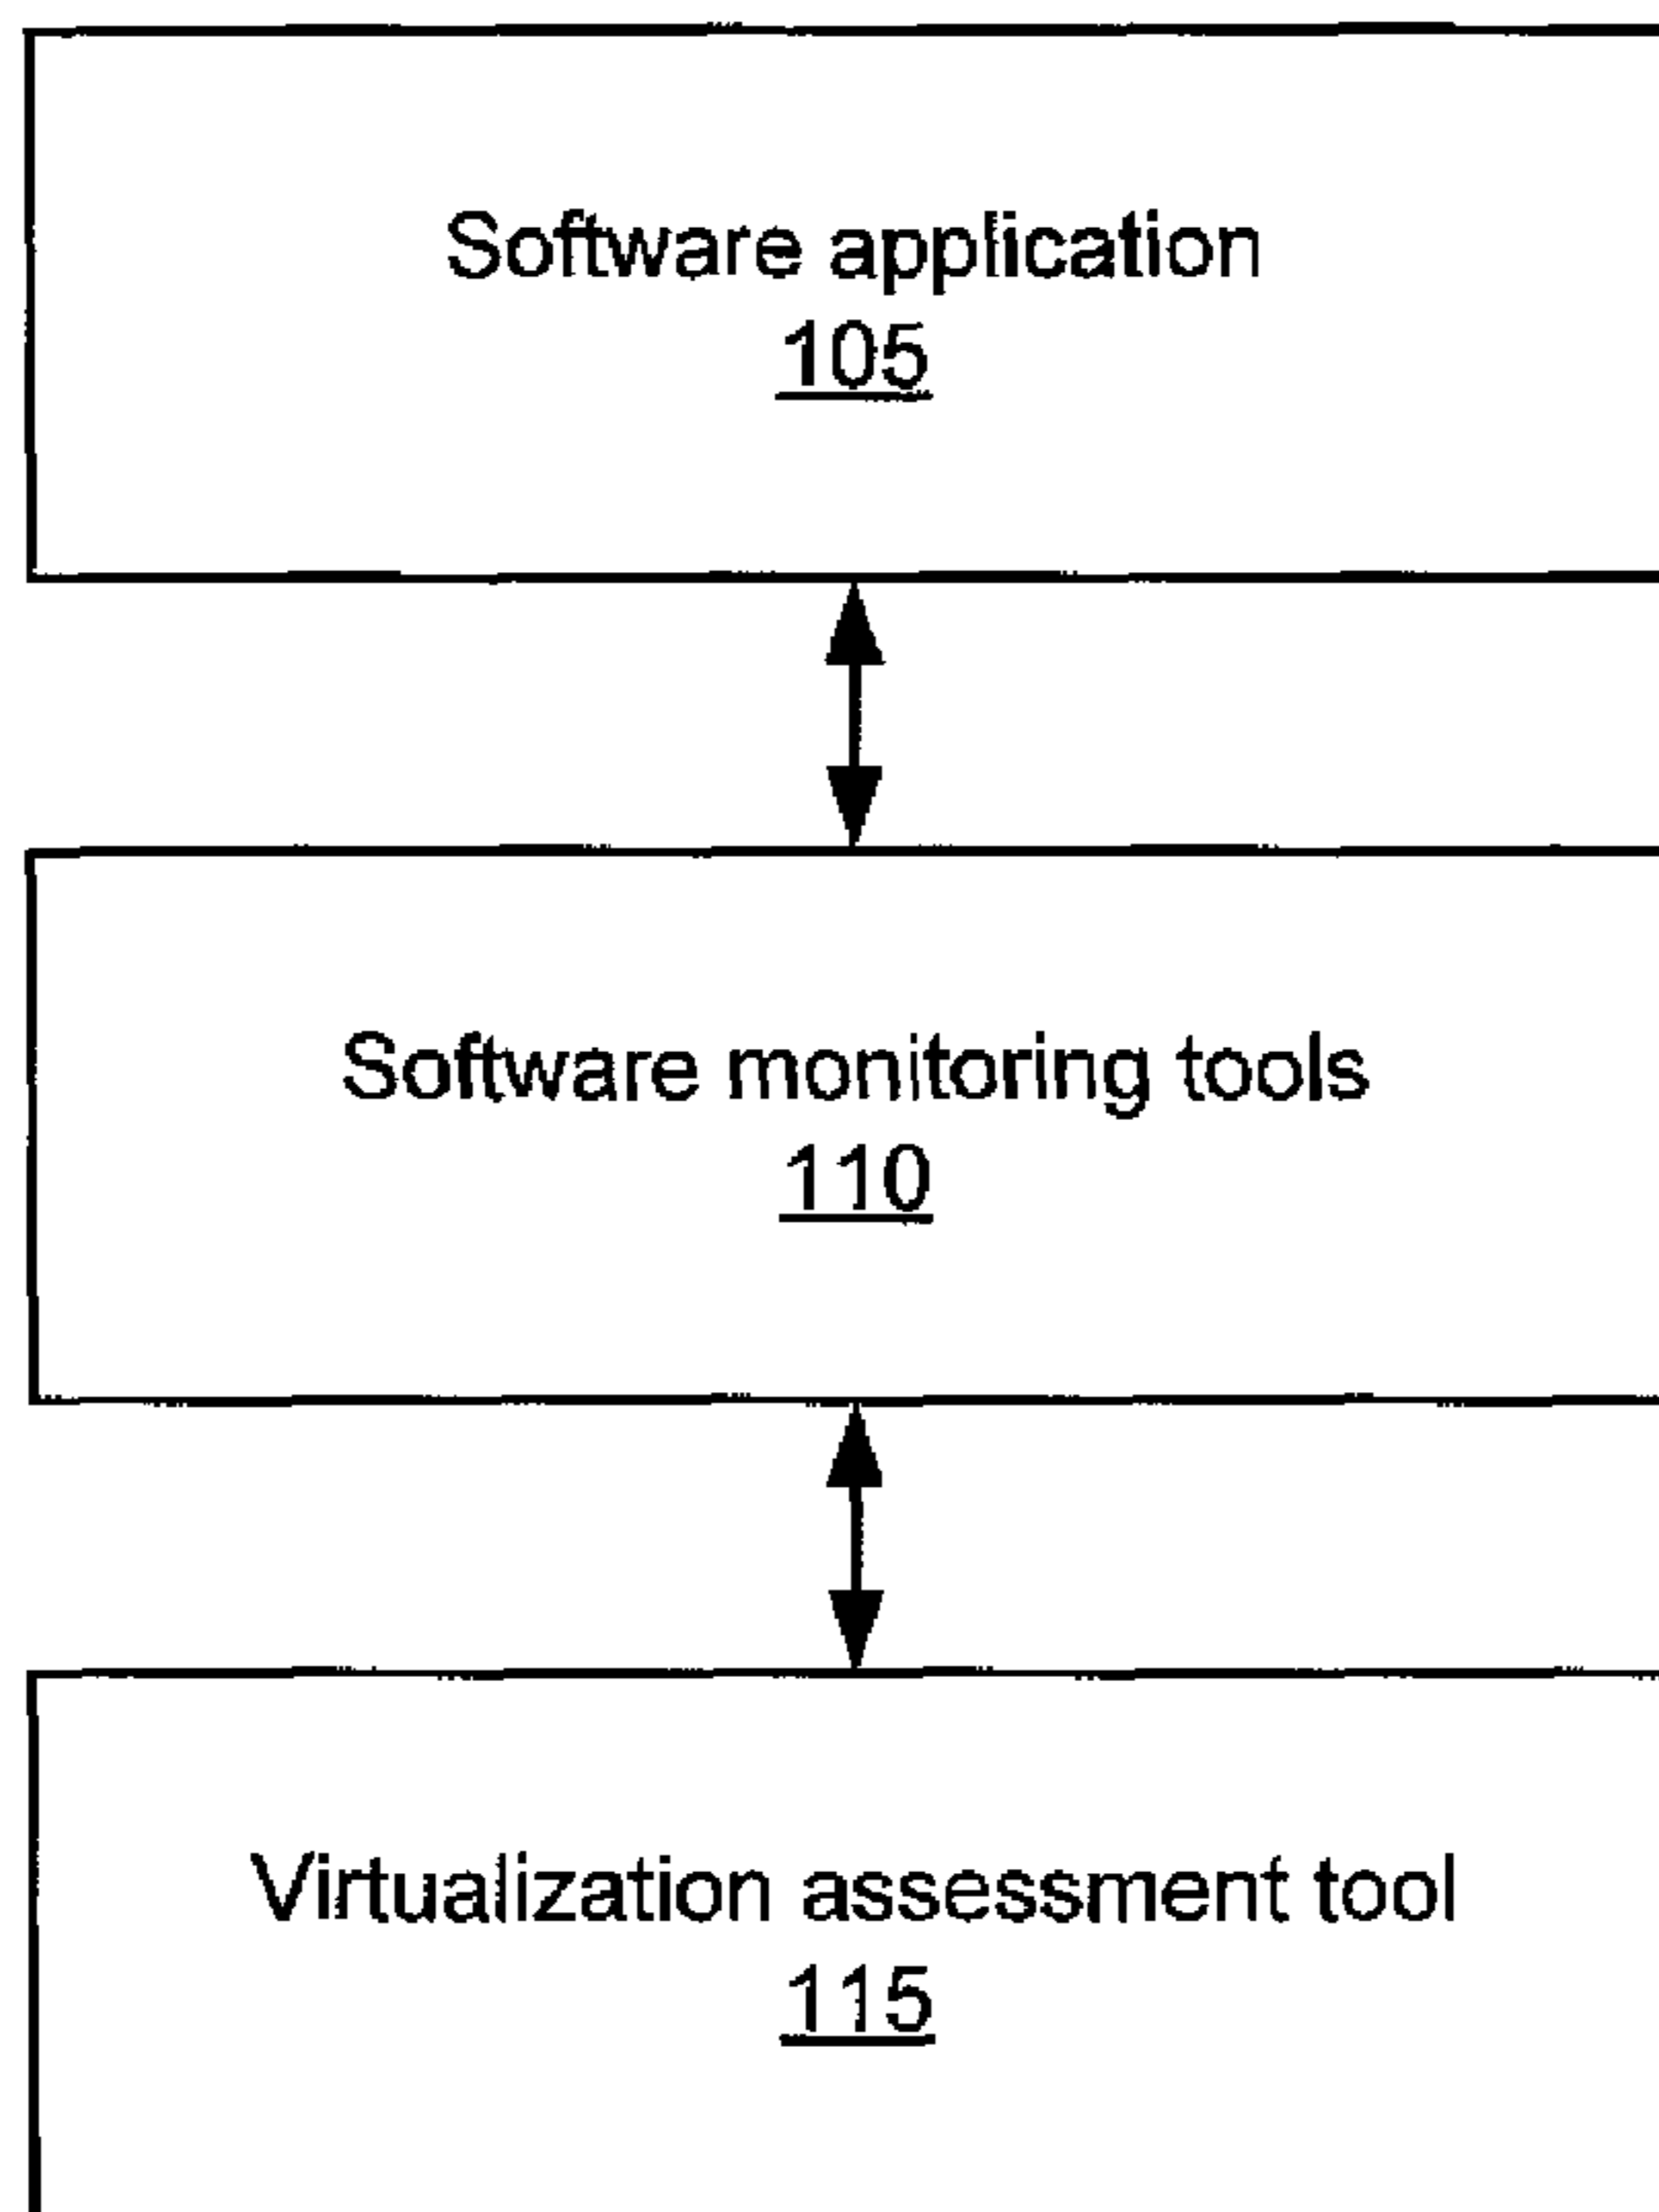 Software application
105
Software monitoring tools
110
Virtualization assessment tool
115